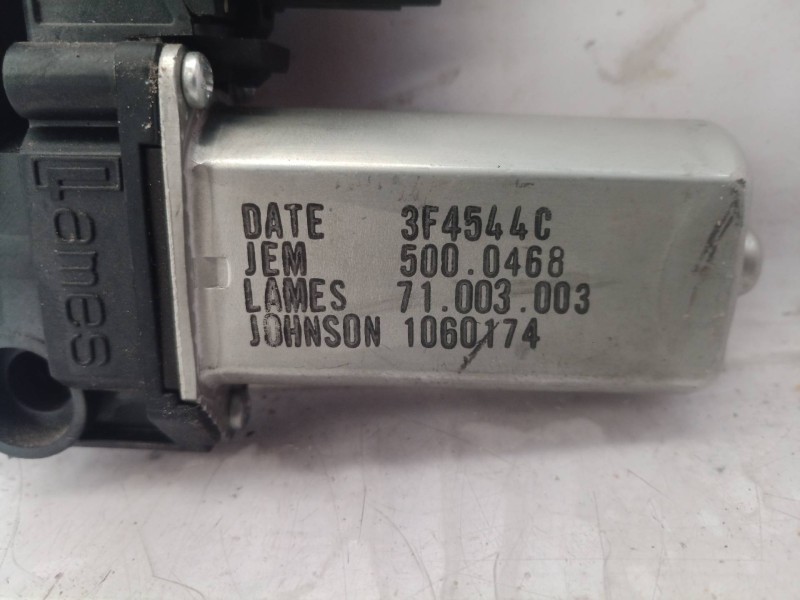 Lames
DATE 3F4544C
JEM 500.0468
LAMES 71.003.003
JOHNSON 1060174